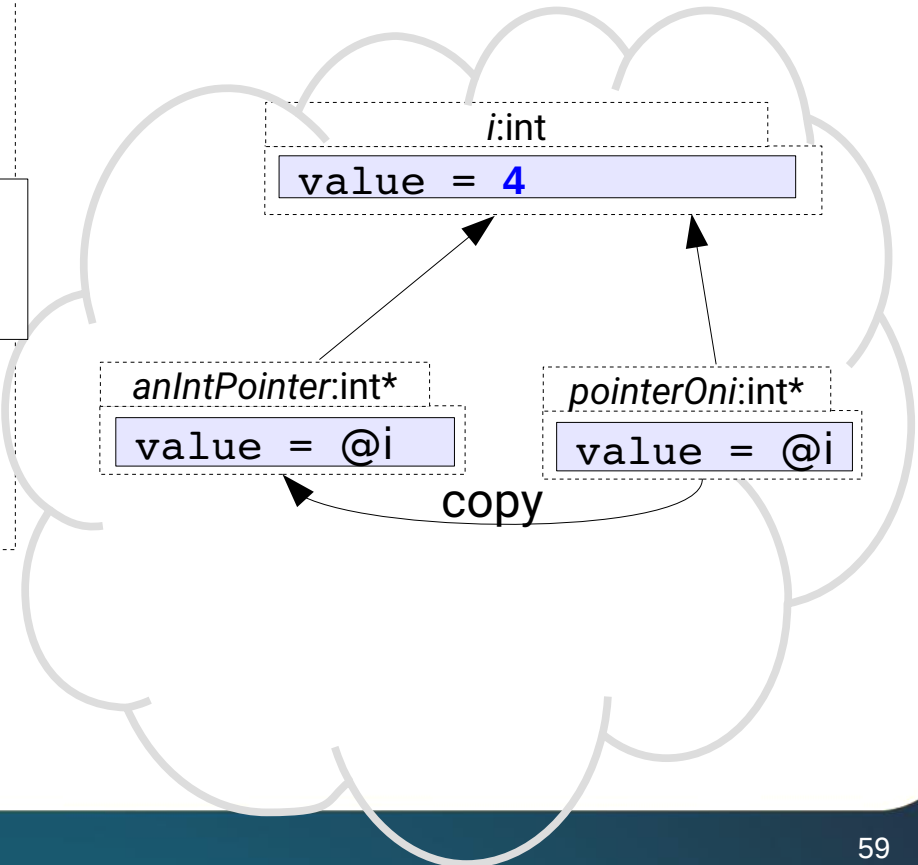 i:int
value = 4
anIntPointer:int*
pointerOni:int*
value = @i
value = @i
copy
59